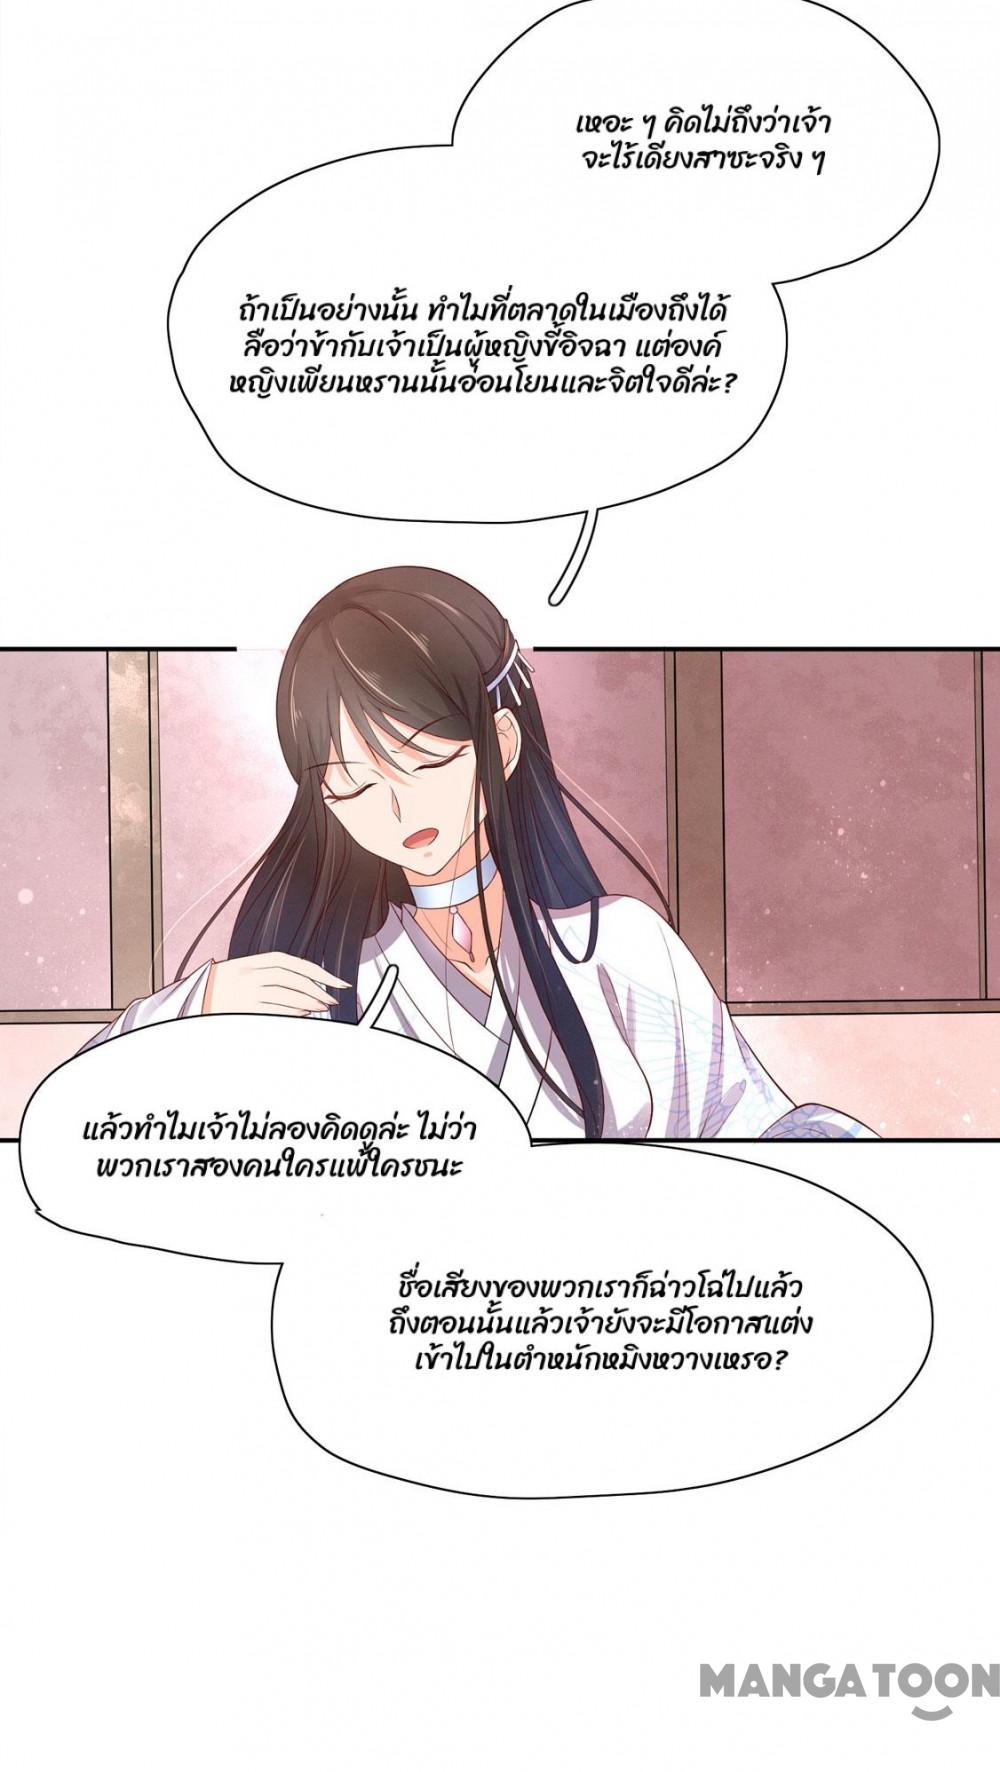 เหอะ ๆ คิดไม่ถึงว่าเจ้า
จะไร้เดียงสาซะจริง ๆ
ถ้าเป็นอย่างนั้น ทำไมที่ตลาดในเมืองถึงได้
ลือว่าข้ากับเจ้าเป็นผู้หญิงขี้อิจฉา แต่องค์
หญิงเพียนหรานนั้นอ่อนโยนและจิตใจดีล่ะ?
แล้วทำไมเจ้าไม่ลองคิดดูล่ะ ไม่ว่า
พวกเราสองคนใครแพ้ใครชนะ
ชื่อเสียงของพวกเราก็ฉ่าวโฉ่ไปแล้ว
ถึงตอนนั้นแล้วเจ้ายังจะมีโอกาสแต่ง
เข้าไปในตำหนักหมิงหวางเหรอ?
MANGATOON